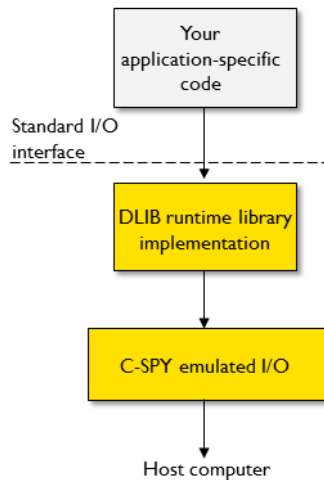 Your
application-specific
code
Standard I/O
interface
DLIB runtime library
implementation
C-SPY emulated I/O
Host computer